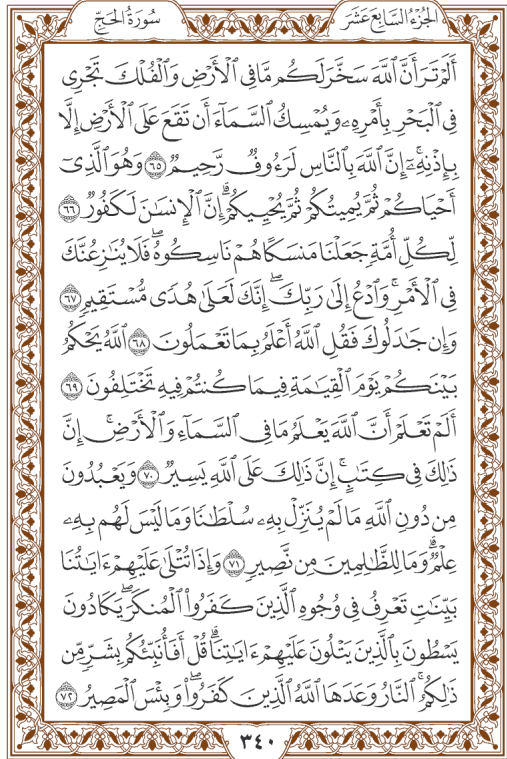 الجزء السابع عشر
سورة الحج
أَلَمْ تَرَ أَنَّ ٱللَّهَ سَخَّرَ لَكُم مَّا فِى ٱلْأَرْضِ وَٱلْفُلْكَ تَجْرِى
فِى ٱلْبَحْرِ بِأَمْرِهِۦ وَيُمْسِكُ ٱلسَّمَآءَ أَن تَقَعَ عَلَى ٱلْأَرْضِ إِلَّا
بِإِذْنِهِۦٓ ۗ إِنَّ ٱللَّهَ بِٱلنَّاسِ لَرَءُوفٌ رَّحِيمٌ ٦٥ وَهُوَ ٱلَّذِىٓ
أَحْيَاكُمْ ثُمَّ يُمِيتُكُمْ ثُمَّ يُحْيِيكُمْ ۗ إِنَّ ٱلْإِنسَٰنَ لَكَفُورٌ ٦٦
لِّكُلِّ أُمَّةٍ جَعَلْنَا مَنسَكًا هُمْ نَاسِكُوهُ ۖ فَلَا يُنَٰزِعُنَّكَ
فِى ٱلْأَمْرِ ۚ وَٱدْعُ إِلَىٰ رَبِّكَ ۖ إِنَّكَ لَعَلَىٰ هُدًى مُّسْتَقِيمٍ ٦٧
وَإِن جَٰدَلُوكَ فَقُلِ ٱللَّهُ أَعْلَمُ بِمَا تَعْمَلُونَ ٦٨ ٱللَّهُ يَحْكُمُ
بَيْنَكُمْ يَوْمَ ٱلْقِيَٰمَةِ فِيمَا كُنتُمْ فِيهِ تَخْتَلِفُونَ ٦٩
أَلَمْ تَعْلَمْ أَنَّ ٱللَّهَ يَعْلَمُ مَا فِى ٱلسَّمَآءِ وَٱلْأَرْضِ ۗ إِنَّ
ذَٰلِكَ فِى كِتَٰبٍ ۚ إِنَّ ذَٰلِكَ عَلَى ٱللَّهِ يَسِيرٌ ٧٠ وَيَعْبُدُونَ
مِن دُونِ ٱللَّهِ مَا لَمْ يُنَزِّلْ بِهِۦ سُلْطَٰنًا وَمَا لَيْسَ لَهُم بِهِۦ
عِلْمٌ ۗ وَمَا لِلظَّٰلِمِينَ مِن نَّصِيرٍ ٧١ وَإِذَا تُتْلَىٰ عَلَيْهِمْ ءَايَٰتُنَا
بَيِّنَٰتٍ تَعْرِفُ فِى وُجُوهِ ٱلَّذِينَ كَفَرُوا۟ ٱلْمُنكَرَ ۖ يَكَادُونَ
يَسْطُونَ بِٱلَّذِينَ يَتْلُونَ عَلَيْهِمْ ءَايَٰتِنَا ۗ قُلْ أَفَأُنَبِّئُكُم بِشَرٍّ مِّن
ذَٰلِكُمُ ۗ ٱلنَّارُ وَعَدَهَا ٱللَّهُ ٱلَّذِينَ كَفَرُوا۟ ۖ وَبِئْسَ ٱلْمَصِيرُ ٧٢
٣٤٠